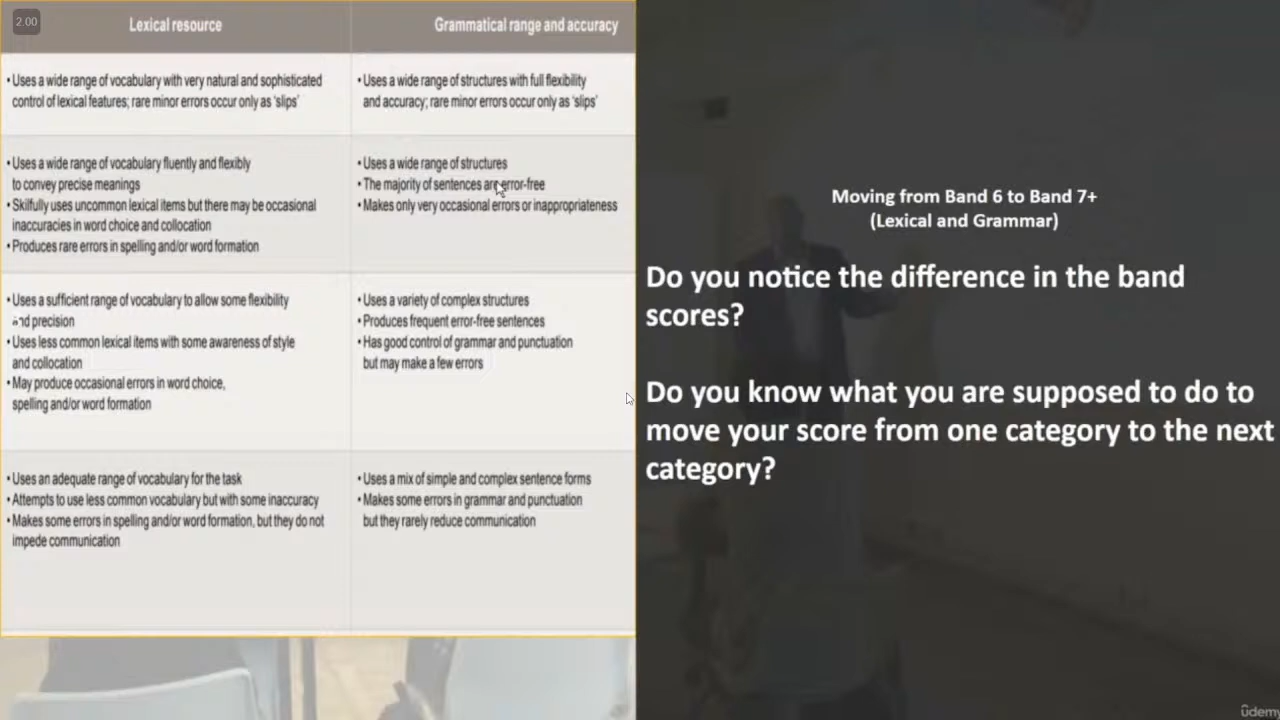 2.00
Lexical resource
Grammatical range and accuracy
• Uses a wide range of vocabulary with very natural and sophisticated
control of lexical features; rare minor errors occur only as 'slips'
• Uses a wide range of structures with full flexibility
and accuracy; rare minor errors occur only as 'slips'
• Uses a wide range of vocabulary fluently and flexibly
to convey precise meanings
• Skilfully uses uncommon lexical items but there may be occasional
inaccuracies in word choice and collocation
• Produces rare errors in spelling and/or word formation
• Uses a wide range of structures
• The majority of sentences are error-free
• Makes only very occasional errors or inappropriateness
• Uses a sufficient range of vocabulary to allow some flexibility
and precision
• Uses less common lexical items with some awareness of style
and collocation
• May produce occasional errors in word choice,
spelling and/or word formation
• Uses a variety of complex structures
• Produces frequent error-free sentences
• Has good control of grammar and punctuation
but may make a few errors
• Uses an adequate range of vocabulary for the task
• Attempts to use less common vocabulary but with some inaccuracy
• Makes some errors in spelling and/or word formation, but they do not
impede communication
• Uses a mix of simple and complex sentence forms
• Makes some errors in grammar and punctuation
but they rarely reduce communication
Moving from Band 6 to Band 7+
(Lexical and Grammar)
Do you notice the difference in the band
scores?
Do you know what you are supposed to do to
move your score from one category to the next
category?
ûdemy